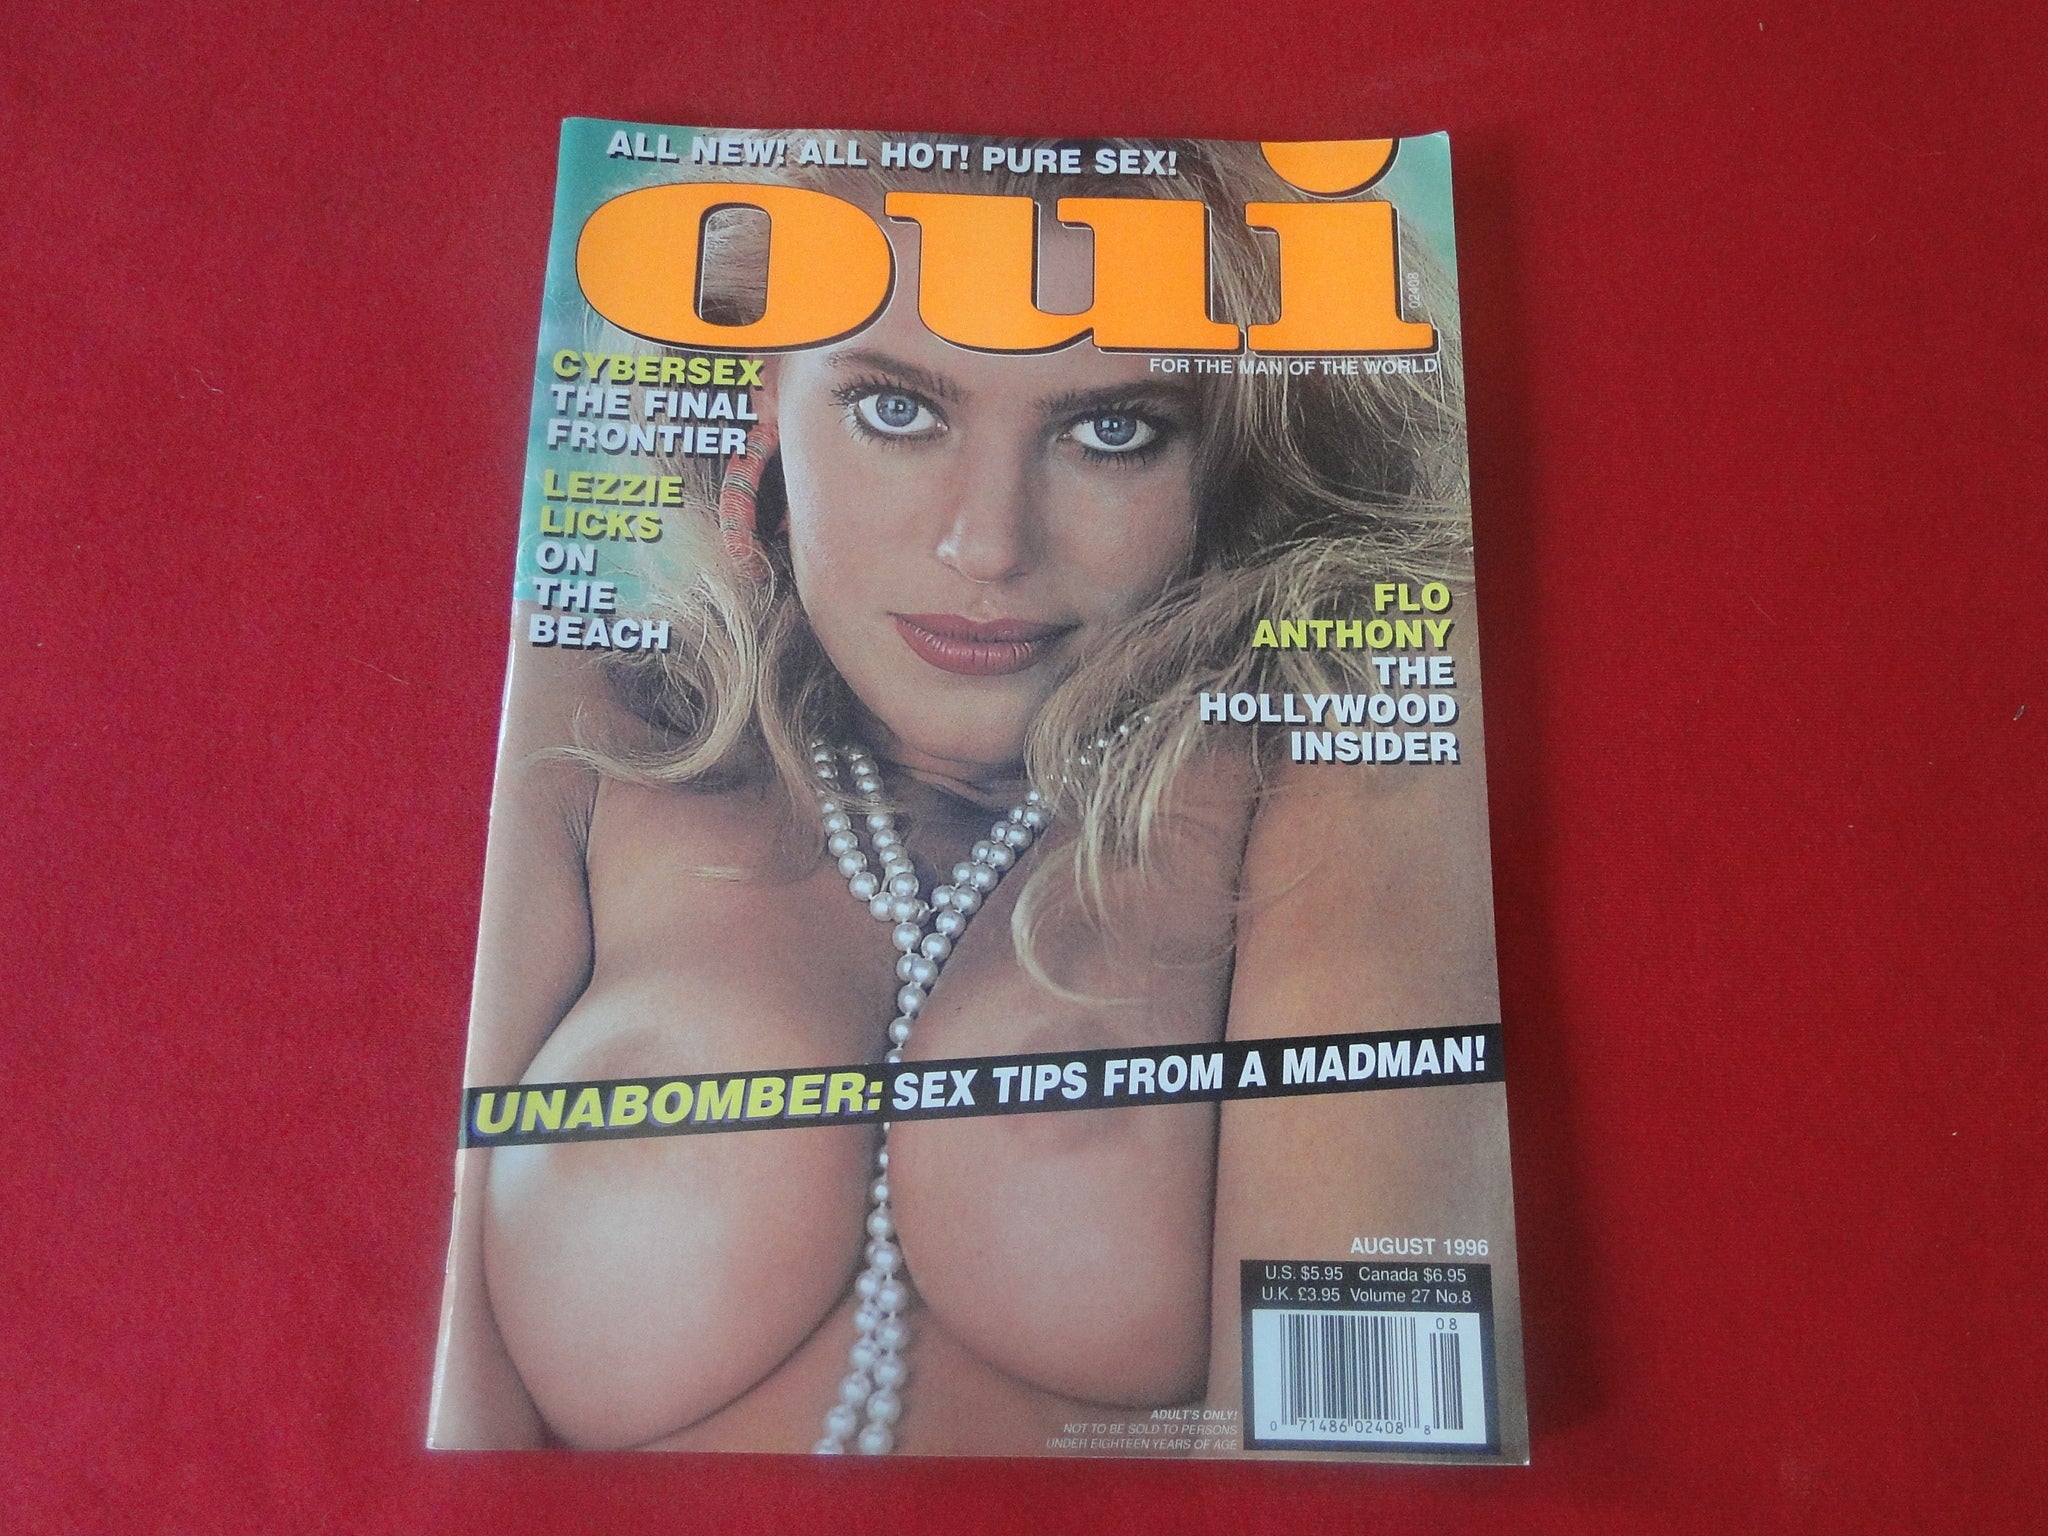 ALL NEW! ALL HOT! PURE SEX!
oui
02408
FOR THE MAN OF THE WORLD
CYBERSEX
THE FINAL
FRONTIER
LEZZIE
LICKS
ON
THE
BEACH
FLO
ANTHONY
THE
HOLLYWOOD
INSIDER
UNABOMBER: SEX TIPS FROM A MADMAN!
AUGUST 1996
U.S. $5.95 Canada $6.95
U.K. £3.95 Volume 27 No.8
08
0 71486 02408 8
ADULT'S ONLY!
NOT TO BE SOLD TO PERSONS
UNDER EIGHTEEN YEARS OF AGE